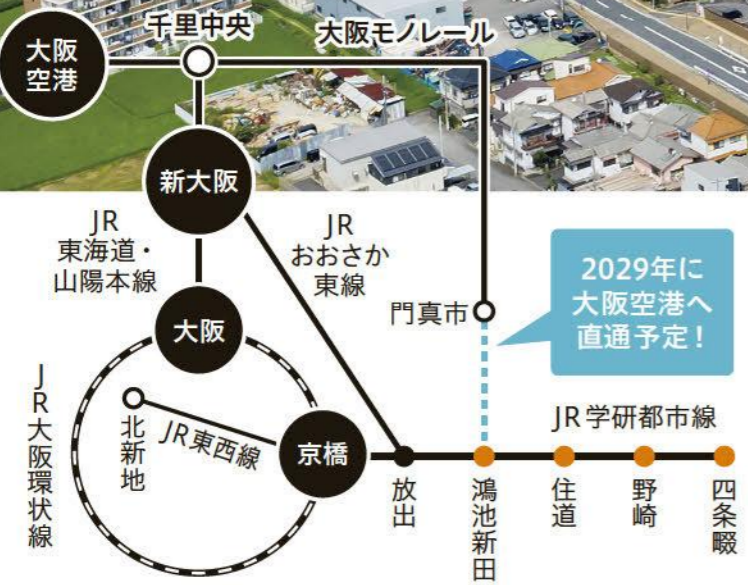 千里中央
大阪モノレール
大阪
空港
新大阪
JR
東海道・
山陽本線
JR
おおさか
東線
2029年に
大阪空港へ
直通予定！
門真市
大阪
JR大阪環状線
北新地
JR東西線
京橋
JR学研都市線
放出
鴻池新田
住道
野崎
四条畷